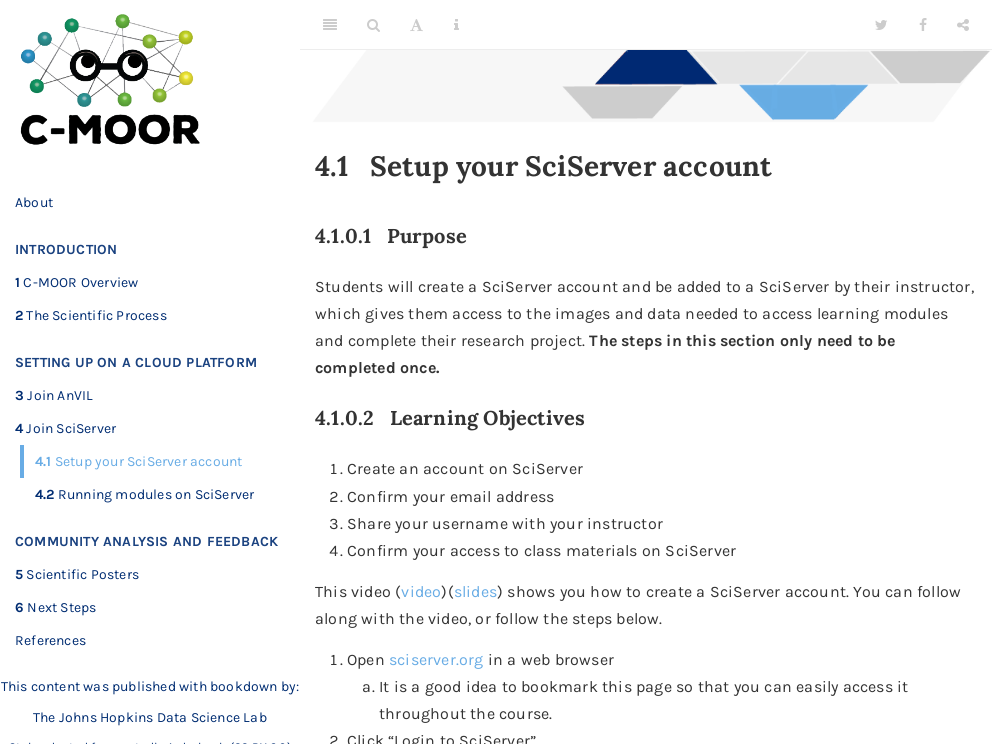 C-MOOR
About
INTRODUCTION
1 C-MOOR Overview
2 The Scientific Process
SETTING UP ON A CLOUD PLATFORM
3 Join AnVIL
4 Join SciServer
4.1 Setup your SciServer account
4.2 Running modules on SciServer
COMMUNITY ANALYSIS AND FEEDBACK
5 Scientific Posters
6 Next Steps
References
This content was published with bookdown by:
The Johns Hopkins Data Science Lab
4.1 Setup your SciServer account
4.1.0.1 Purpose
Students will create a SciServer account and be added to a SciServer by their instructor,
which gives them access to the images and data needed to access learning modules
and complete their research project. The steps in this section only need to be
completed once.
4.1.0.2 Learning Objectives
1. Create an account on SciServer
2. Confirm your email address
3. Share your username with your instructor
4. Confirm your access to class materials on SciServer
This video (video)(slides) shows you how to create a SciServer account. You can follow
along with the video, or follow the steps below.
1. Open sciserver.org in a web browser
a. It is a good idea to bookmark this page so that you can easily access it
throughout the course.
2. Click “Login to SciServer”